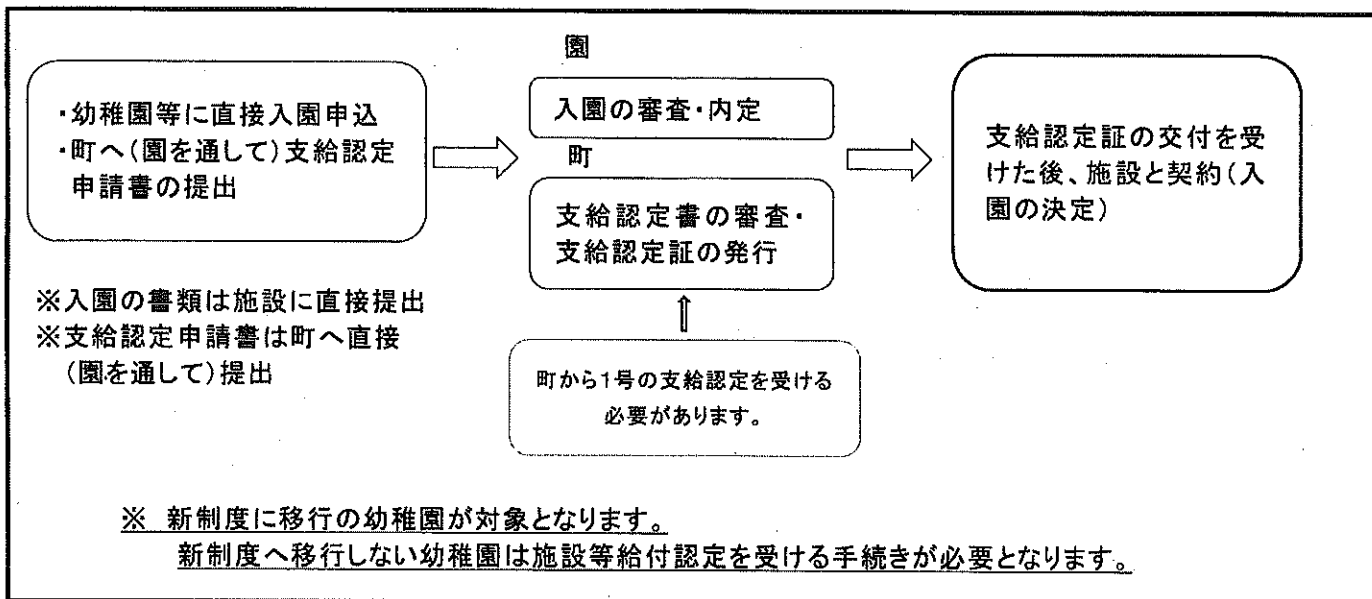 ・幼稚園等に直接入園申込
・町へ(園を通して)支給認定
申請書の提出
※入園の書類は施設に直接提出
※支給認定申請書は町へ直接
(園を通して)提出
園
入園の審査・内定
町
支給認定書の審査・
支給認定証の発行
町から1号の支給認定を受ける
必要があります。
支給認定証の交付を受
けた後、施設と契約(入
園の決定)
※ 新制度に移行の幼稚園が対象となります。
新制度へ移行しない幼稚園は施設等給付認定を受ける手続きが必要となります。